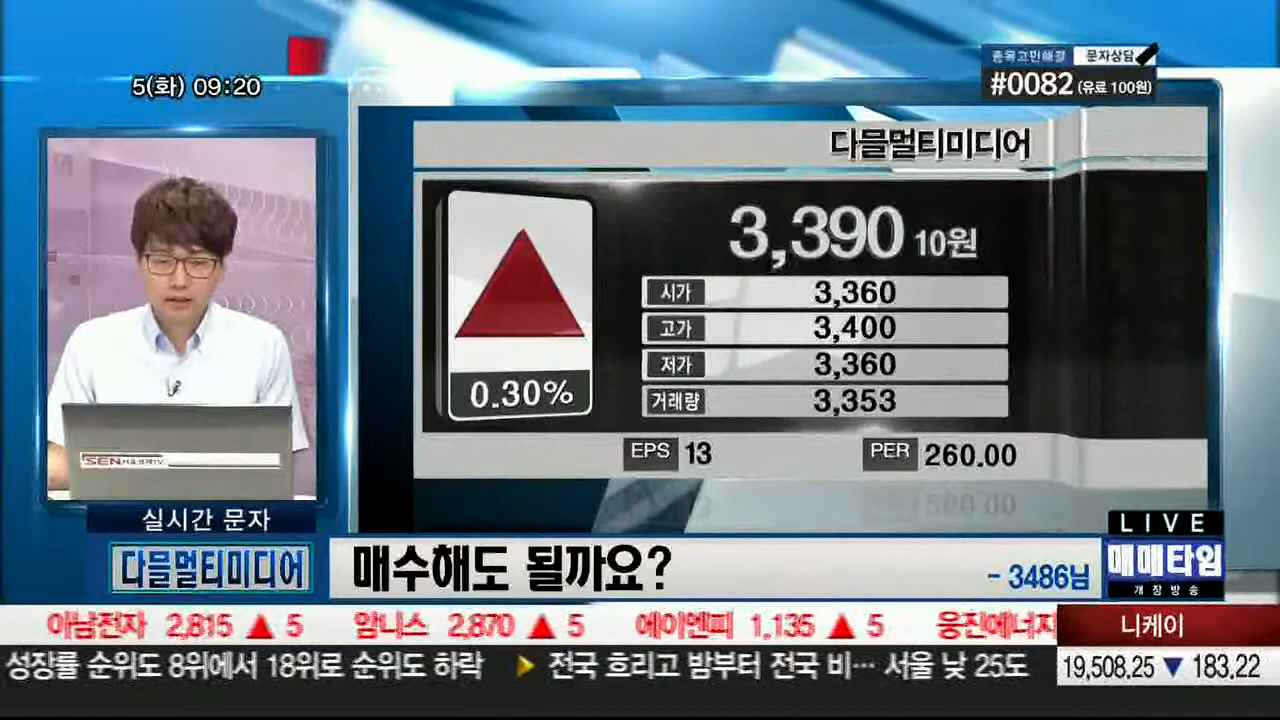 5(화) 09:20
종목고민해결 문자상담
#0082 (유료 100원)
다믈멀티미디어
3,390 10원
0.30%
시가 3,360
고가 3,400
저가 3,360
거래량 3,353
EPS 13 PER 260.00
SEN
실시간 문자
다믈멀티미디어 매수해도 될까요? - 3486님
LIVE
매매타임
개장방송
아남전자 2,815 ▲ 5 암니스 2,870 ▲ 5 에이엔피 1,135 ▲ 5 웅진에너지
니케이
성장률 순위도 8위에서 18위로 순위도 하락 ▶ 전국 흐리고 밤부터 전국 비… 서울 낮 25도
19,508.25 ▼ 183.22